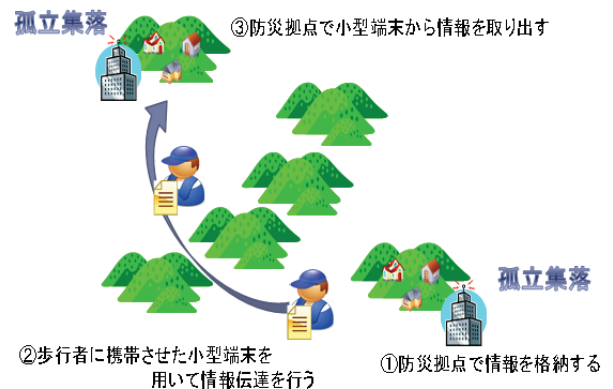 孤立集落
③防災拠点で小型端末から情報を取り出す
孤立集落
②歩行者に携帯させた小型端末を
用いて情報伝達を行う
①防災拠点で情報を格納する